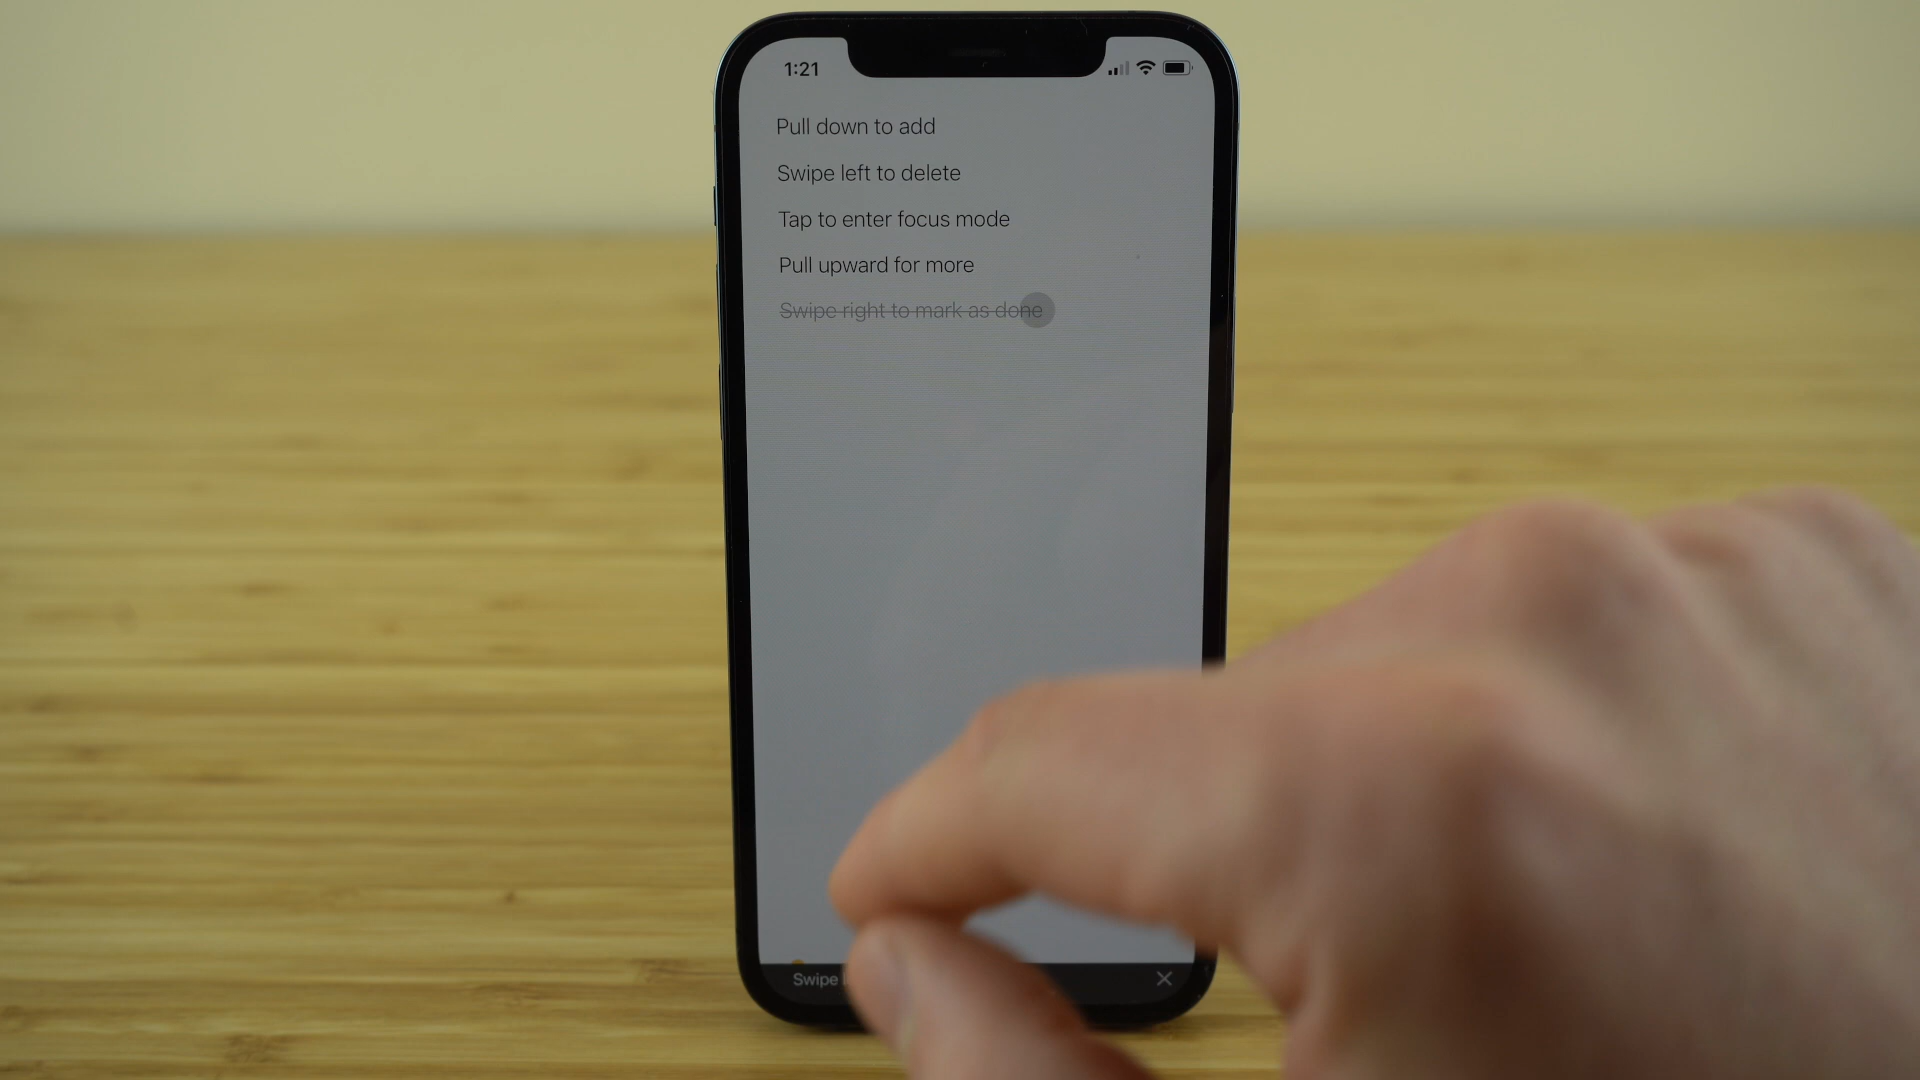 1:21
Pull down to add
Swipe left to delete
Tap to enter focus mode
Pull upward for more
Swipe right to mark as done
Swipe